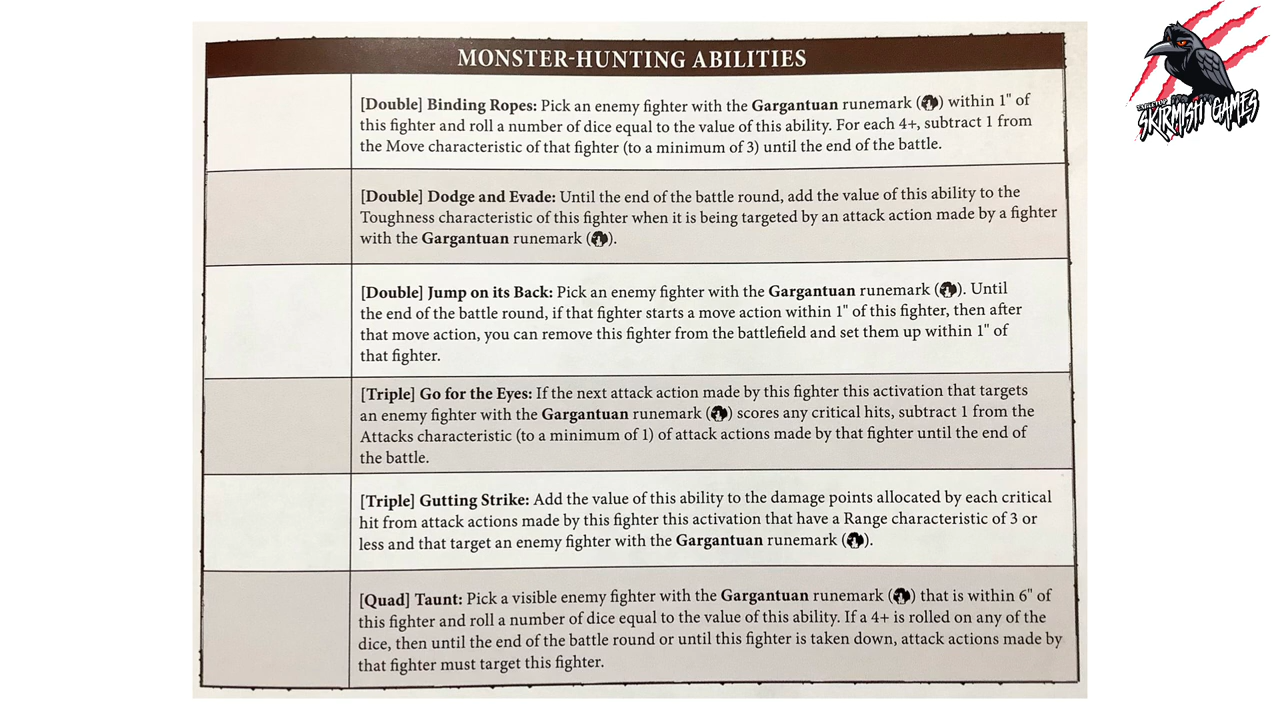 MONSTER-HUNTING ABILITIES
[Double] Binding Ropes: Pick an enemy fighter with the Gargantuan runemark () within 1" of
this fighter and roll a number of dice equal to the value of this ability. For each 4+, subtract 1 from
the Move characteristic of that fighter (to a minimum of 3) until the end of the battle.
[Double] Dodge and Evade: Until the end of the battle round, add the value of this ability to the
Toughness characteristic of this fighter when it is being targeted by an attack action made by a fighter
with the Gargantuan runemark ().
[Double] Jump on its Back: Pick an enemy fighter with the Gargantuan runemark (). Until
the end of the battle round, if that fighter starts a move action within 1" of this fighter, then after
that move action, you can remove this fighter from the battlefield and set them up within 1" of
that fighter.
[Triple] Go for the Eyes: If the next attack action made by this fighter this activation that targets
an enemy fighter with the Gargantuan runemark () scores any critical hits, subtract 1 from the
Attacks characteristic (to a minimum of 1) of attack actions made by that fighter until the end of
the battle.
[Triple] Gutting Strike: Add the value of this ability to the damage points allocated by each critical
hit from attack actions made by this fighter this activation that have a Range characteristic of 3 or
less and that target an enemy fighter with the Gargantuan runemark ().
[Quad] Taunt: Pick a visible enemy fighter with the Gargantuan runemark () that is within 6" of
this fighter and roll a number of dice equal to the value of this ability. If a 4+ is rolled on any of the
dice, then until the end of the battle round or until this fighter is taken down, attack actions made by
that fighter must target this fighter.
TABLETOP
SKIRMISH GAMES